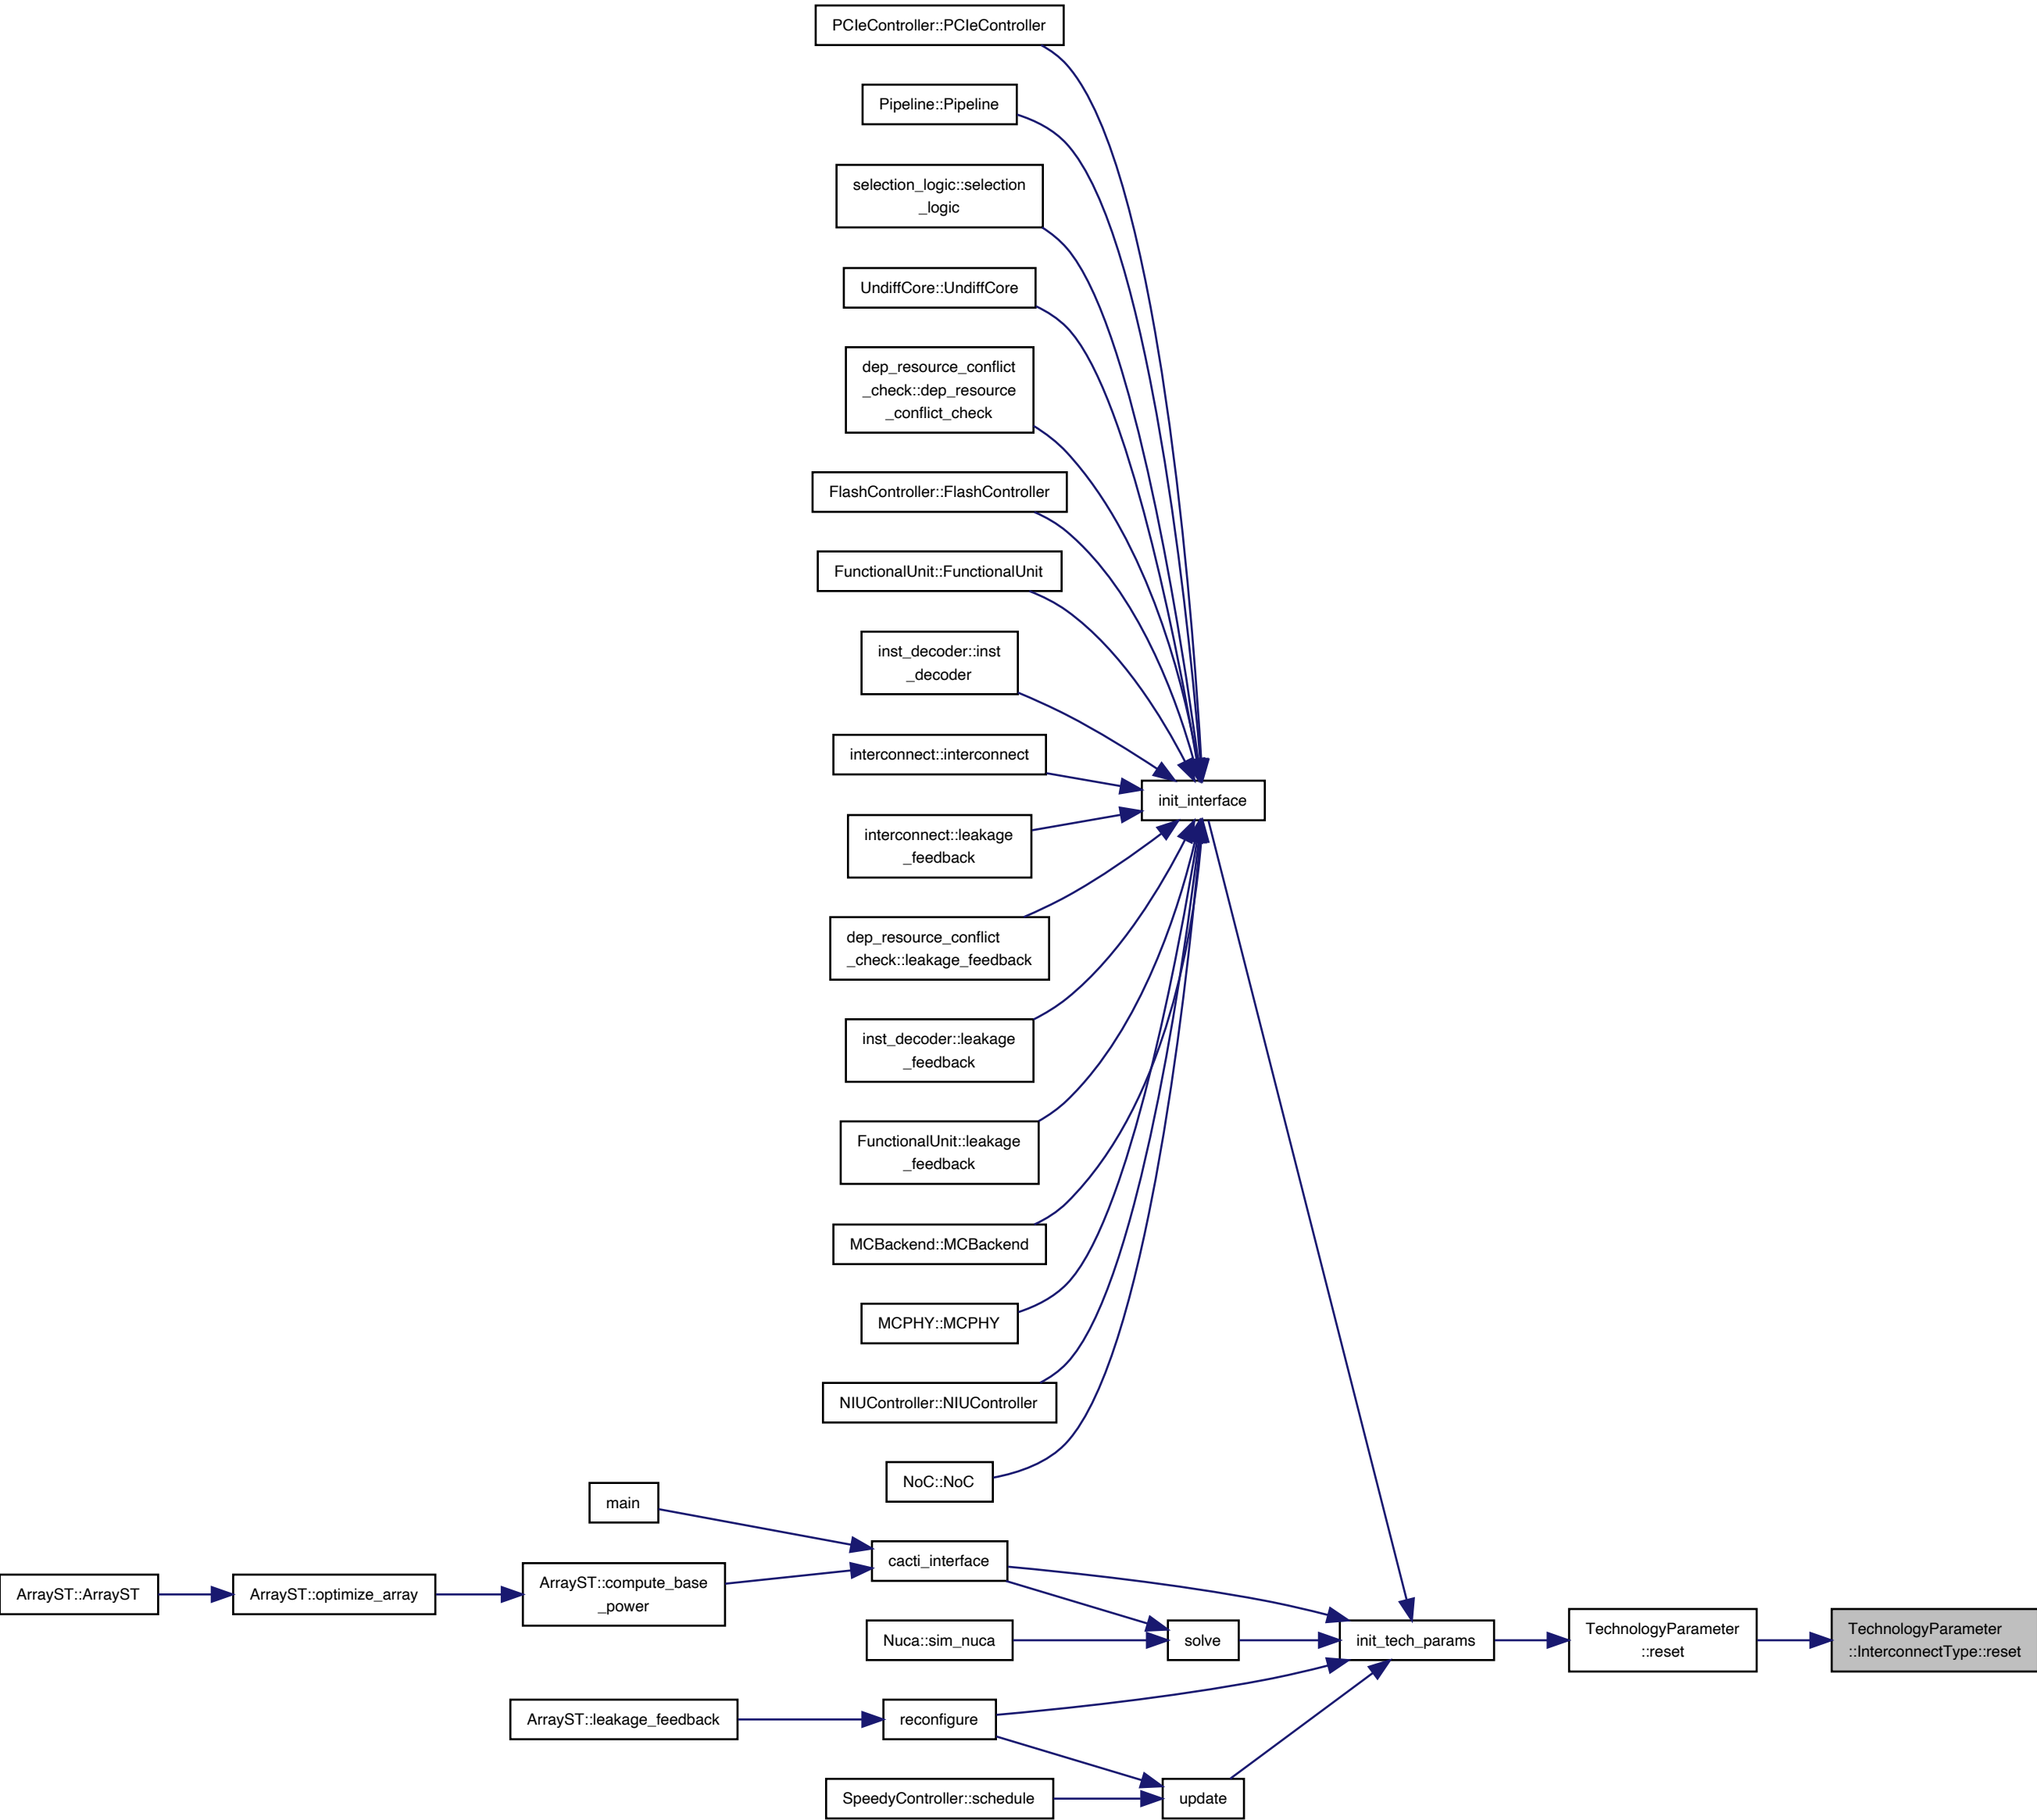 PCIeController::PCIeController
Pipeline::Pipeline
selection_logic::selection
_logic
UndiffCore::UndiffCore
dep_resource_conflict
_check::dep_resource
_conflict_check
FlashController::FlashController
FunctionalUnit::FunctionalUnit
inst_decoder::inst
_decoder
interconnect::interconnect
init_interface
interconnect::leakage
_feedback
dep_resource_conflict
_check::leakage_feedback
inst_decoder::leakage
_feedback
FunctionalUnit::leakage
_feedback
MCBackend::MCBackend
MCPHY::MCPHY
NIUController::NIUController
NoC::NoC
main
cacti_interface
ArrayST::ArrayST
ArrayST::optimize_array
ArrayST::compute_base
_power
Nuca::sim_nuca
solve
init_tech_params
TechnologyParameter
::reset
TechnologyParameter
::InterconnectType::reset
ArrayST::leakage_feedback
reconfigure
SpeedyController::schedule
update